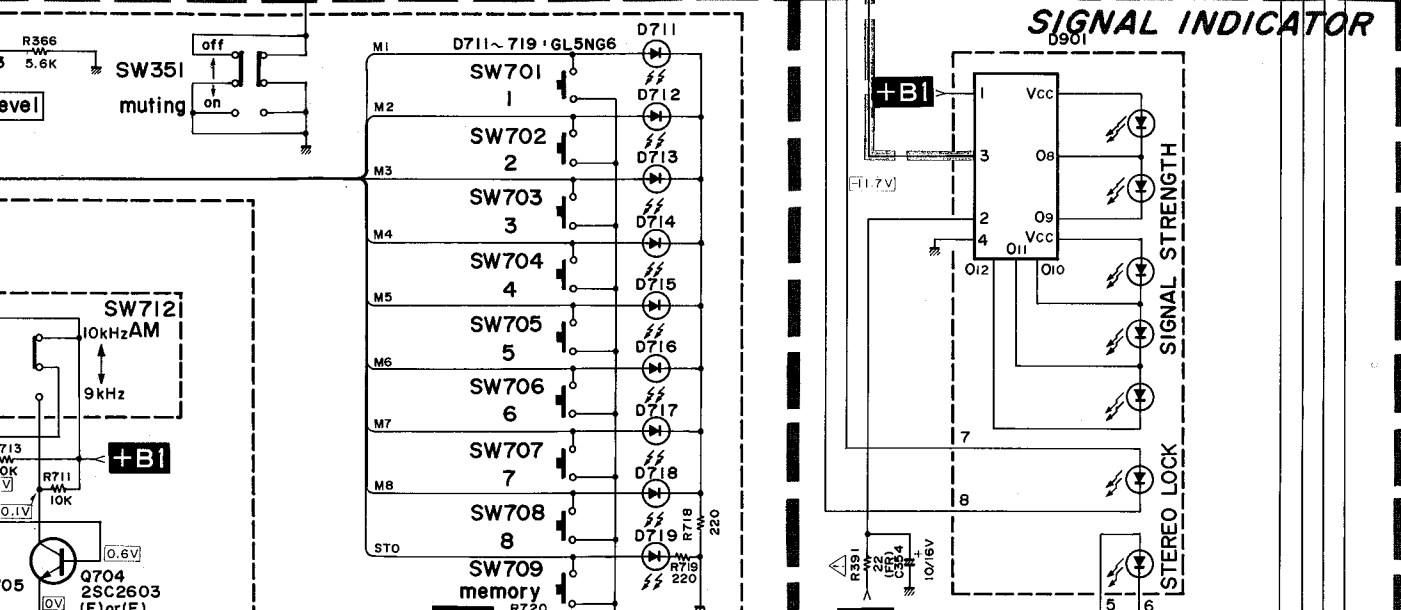 SIGNAL INDICATOR
D901
R366
5.6K
SW351
off
on
muting
evel
M1
D711~719:GL5NG6
D711
SW701
1
M2
D712
SW702
2
M3
D713
SW703
3
M4
D714
SW704
4
M5
D715
SW705
5
M6
D716
SW706
6
M7
D717
SW707
7
M8
D718
SW708
8
STO
D719
SW709
memory
R720
R718
220
R719
220
SW712
10kHz AM
9kHz
+B1
713
0K
V
R711
10K
0.1V
0.6V
Q704
2SC2603
(E)or(F)
0V
705
+B1
1
VCC
3
O8
2
O9
4
VCC
O11
O12
O10
-11.7V
SIGNAL STRENGTH
7
8
STEREO LOCK
5
6
R391
22
(FR)
C354
10/16V